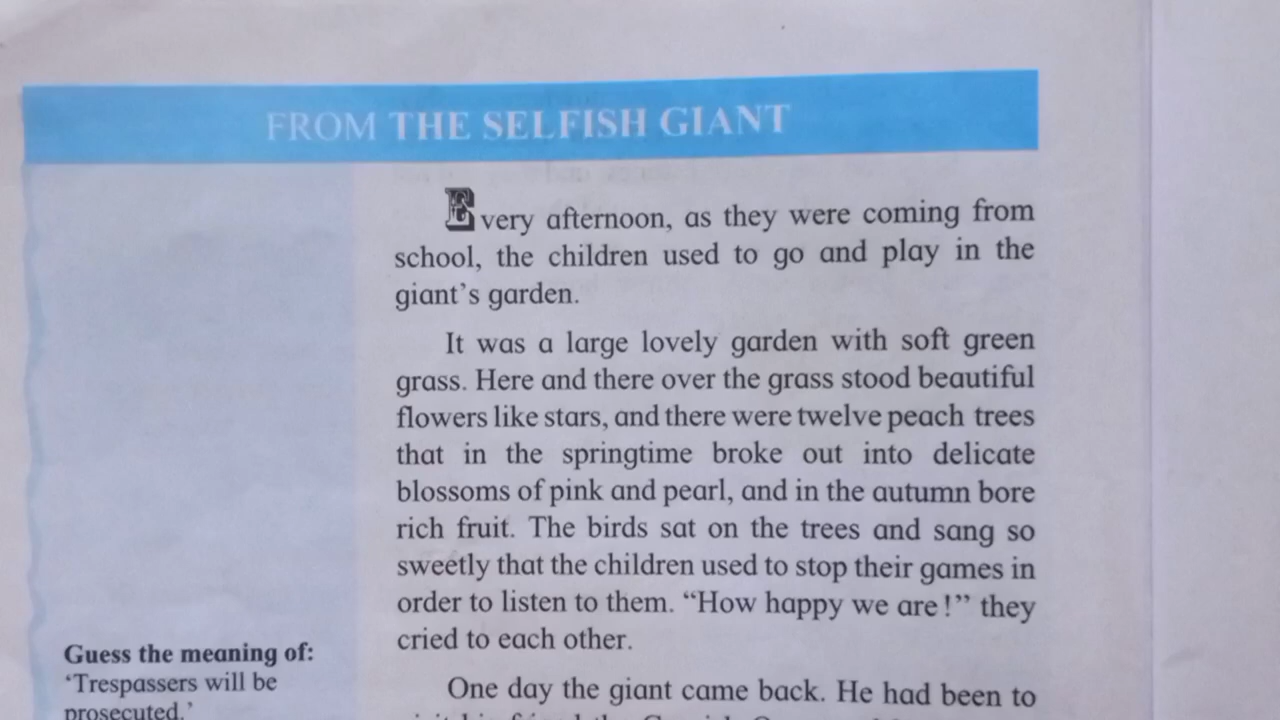 FROM THE SELFISH GIANT
Every afternoon, as they were coming from
school, the children used to go and play in the
giant’s garden.
It was a large lovely garden with soft green
grass. Here and there over the grass stood beautiful
flowers like stars, and there were twelve peach trees
that in the springtime broke out into delicate
blossoms of pink and pearl, and in the autumn bore
rich fruit. The birds sat on the trees and sang so
sweetly that the children used to stop their games in
order to listen to them. “How happy we are!” they
cried to each other.
One day the giant came back. He had been to
Guess the meaning of:
‘Trespassers will be
prosecuted.’